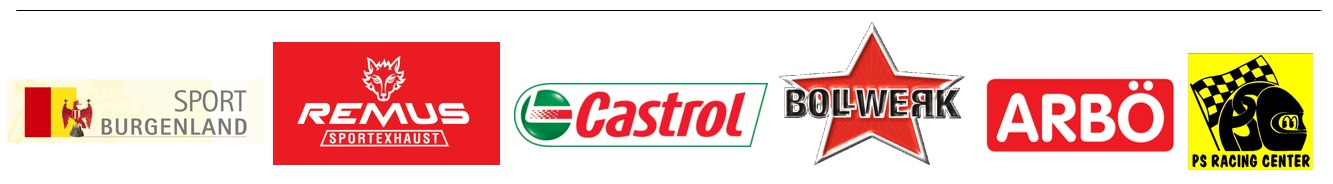 SPORT
BURGENLAND
REMUS
SPORTEXHAUST
Castrol
BOLLWERK
ARBÖ
PS RACING CENTER